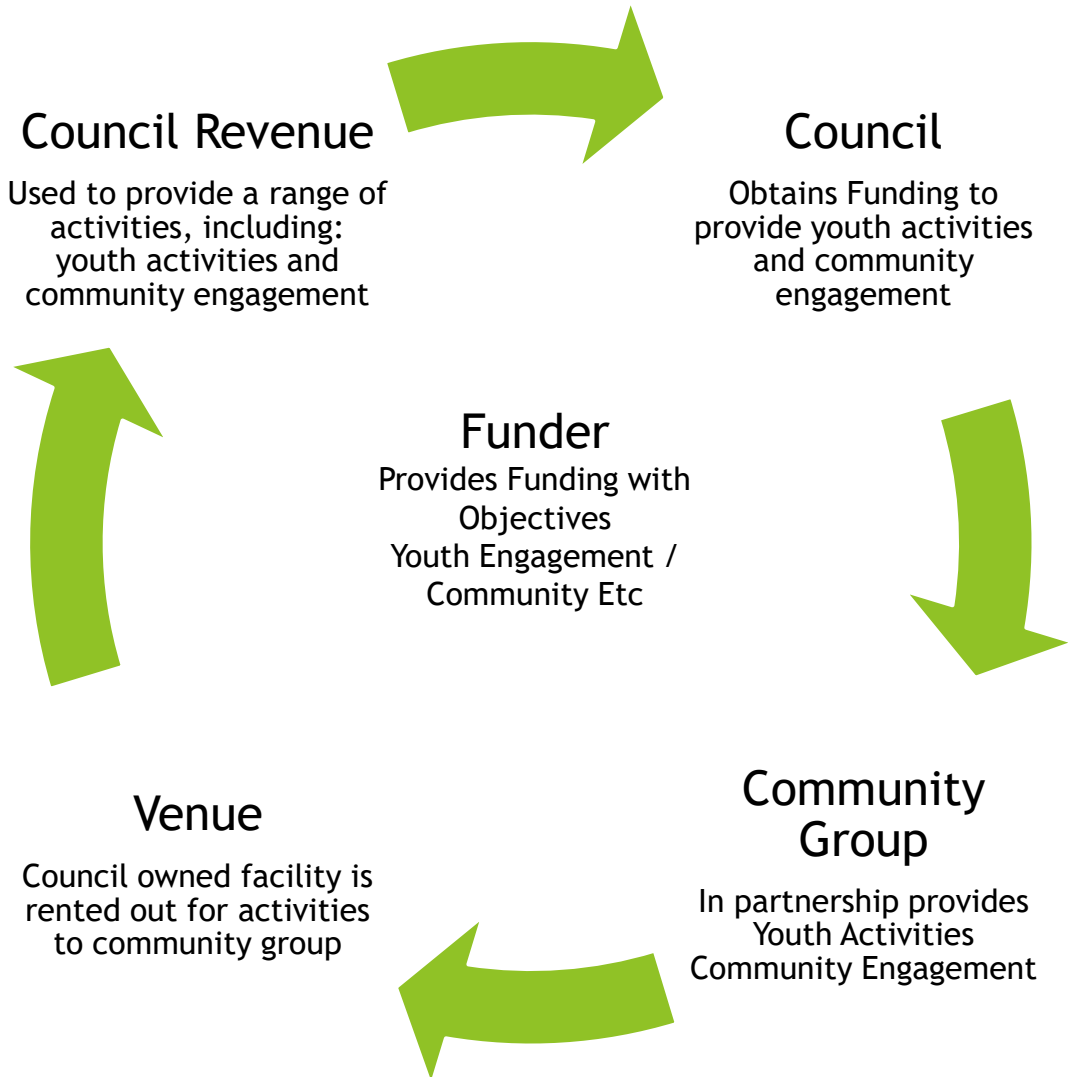 Council Revenue
Used to provide a range of
activities, including:
youth activities and
community engagement
Council
Obtains Funding to
provide youth activities
and community
engagement
Funder
Provides Funding with
Objectives
Youth Engagement /
Community Etc
Venue
Council owned facility is
rented out for activities
to community group
Community
Group
In partnership provides
Youth Activities
Community Engagement